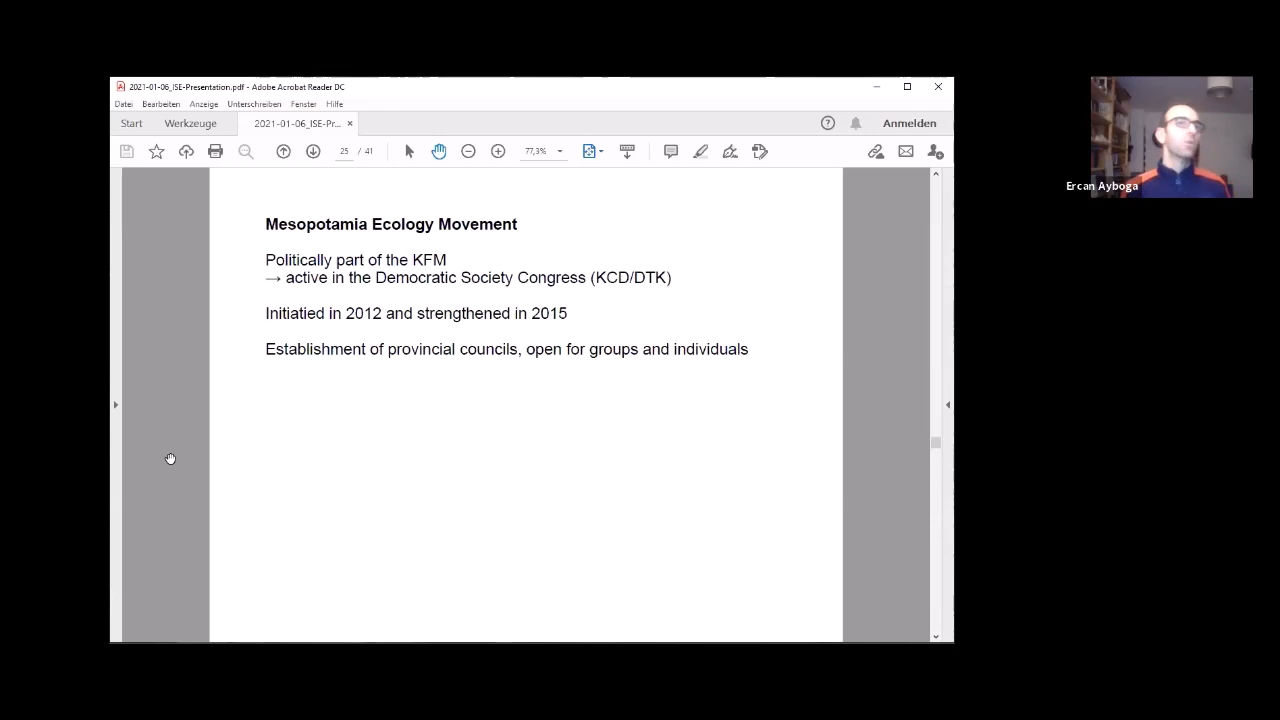 2021-01-06_ISE-Presentation.pdf - Adobe Acrobat Reader DC
Datei Bearbeiten Anzeige Unterschreiben Fenster Hilfe
Start Werkzeuge 2021-01-06_ISE-Pr... × Anmelden
25 / 41 77,3%
Mesopotamia Ecology Movement
Politically part of the KFM
→ active in the Democratic Society Congress (KCD/DTK)
Initiatied in 2012 and strengthened in 2015
Establishment of provincial councils, open for groups and individuals
Ercan Ayboga